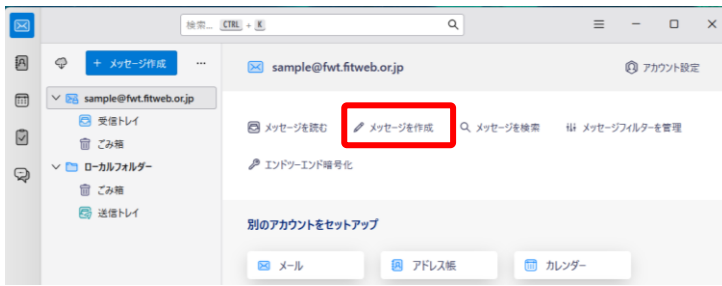 検索... CTRL + K
+ メッセージ作成 ...
sample@fwt.fitweb.or.jp
受信トレイ
ごみ箱
ローカルフォルダー
ごみ箱
送信トレイ
sample@fwt.fitweb.or.jp アカウント設定
メッセージを読む メッセージを作成 メッセージを検索 メッセージフィルターを管理
エンドツーエンド暗号化
別のアカウントをセットアップ
メール アドレス帳 カレンダー